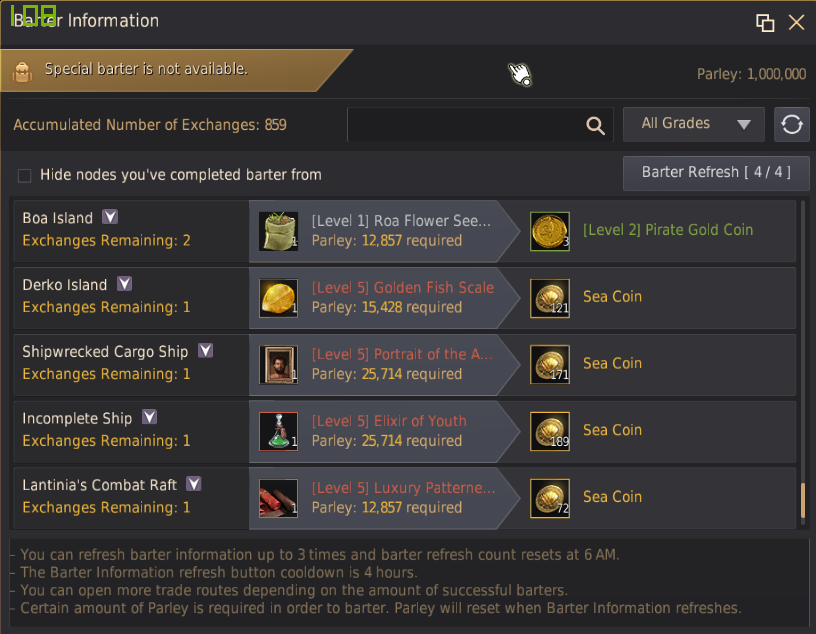 108
Barter Information
Special barter is not available.
Parley: 1,000,000
Accumulated Number of Exchanges: 859
All Grades
Hide nodes you've completed barter from
Barter Refresh [ 4 / 4 ]
Boa Island
Exchanges Remaining: 2
1
[Level 1] Roa Flower See...
Parley: 12,857 required
3
[Level 2] Pirate Gold Coin
Derko Island
Exchanges Remaining: 1
1
[Level 5] Golden Fish Scale
Parley: 15,428 required
121
Sea Coin
Shipwrecked Cargo Ship
Exchanges Remaining: 1
1
[Level 5] Portrait of the A...
Parley: 25,714 required
171
Sea Coin
Incomplete Ship
Exchanges Remaining: 1
1
[Level 5] Elixir of Youth
Parley: 25,714 required
189
Sea Coin
Lantinia's Combat Raft
Exchanges Remaining: 1
1
[Level 5] Luxury Patterne...
Parley: 12,857 required
72
Sea Coin
- You can refresh barter information up to 3 times and barter refresh count resets at 6 AM.
- The Barter Information refresh button cooldown is 4 hours.
- You can open more trade routes depending on the amount of successful barters.
- Certain amount of Parley is required in order to barter. Parley will reset when Barter Information refreshes.